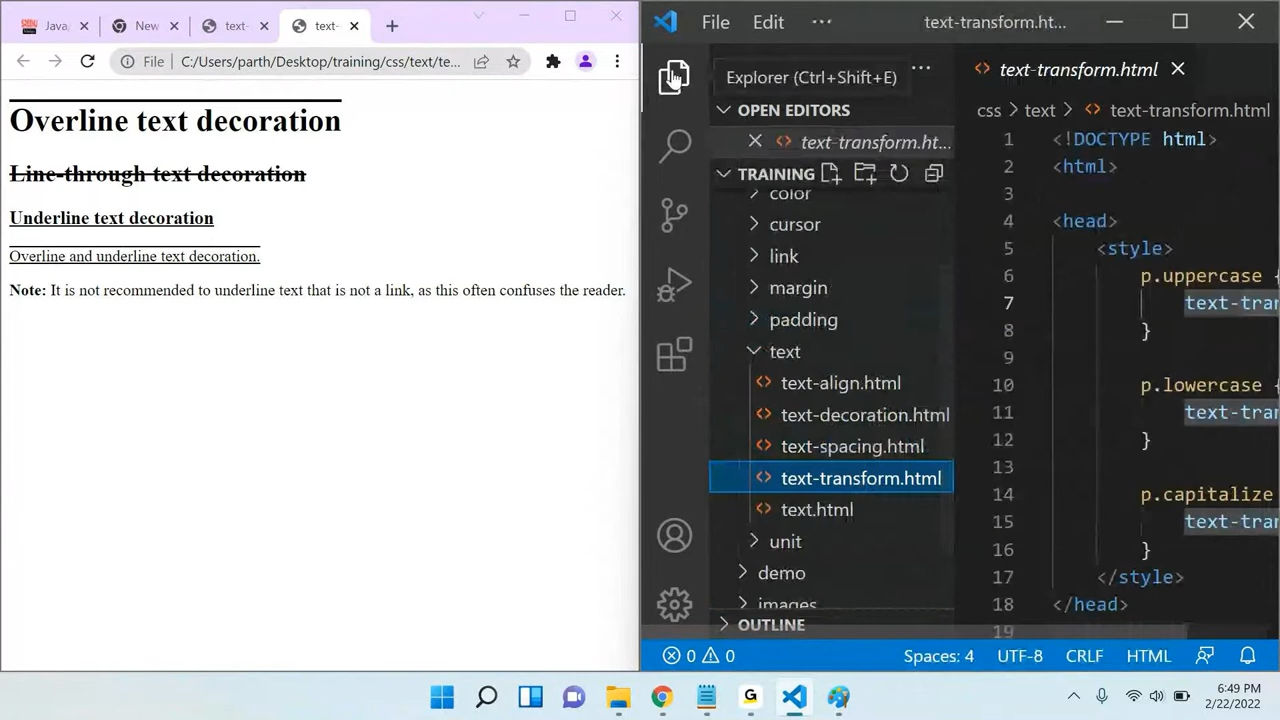 Java
New
text-
text-
File C:/Users/parth/Desktop/training/css/text/te...
Overline text decoration
Line-through text decoration
Underline text decoration
Overline and underline text decoration.
Note: It is not recommended to underline text that is not a link, as this often confuses the reader.
File Edit ... text-transform.ht...
Explorer (Ctrl+Shift+E) ...
OPEN EDITORS
text-transform.ht...
TRAINING
color
cursor
link
margin
padding
text
text-align.html
text-decoration.html
text-spacing.html
text-transform.html
text.html
unit
demo
images
OUTLINE
text-transform.html
css > text > text-transform.html
1 <!DOCTYPE html>
2 <html>
3
4 <head>
5 <style>
6 p.uppercase {
7 text-tran
8 }
9
10 p.lowercase {
11 text-tran
12 }
13
14 p.capitalize
15 text-tran
16 }
17 </style>
18 </head>
19
0 0 Spaces: 4 UTF-8 CRLF HTML
G
6:49 PM
2/22/2022